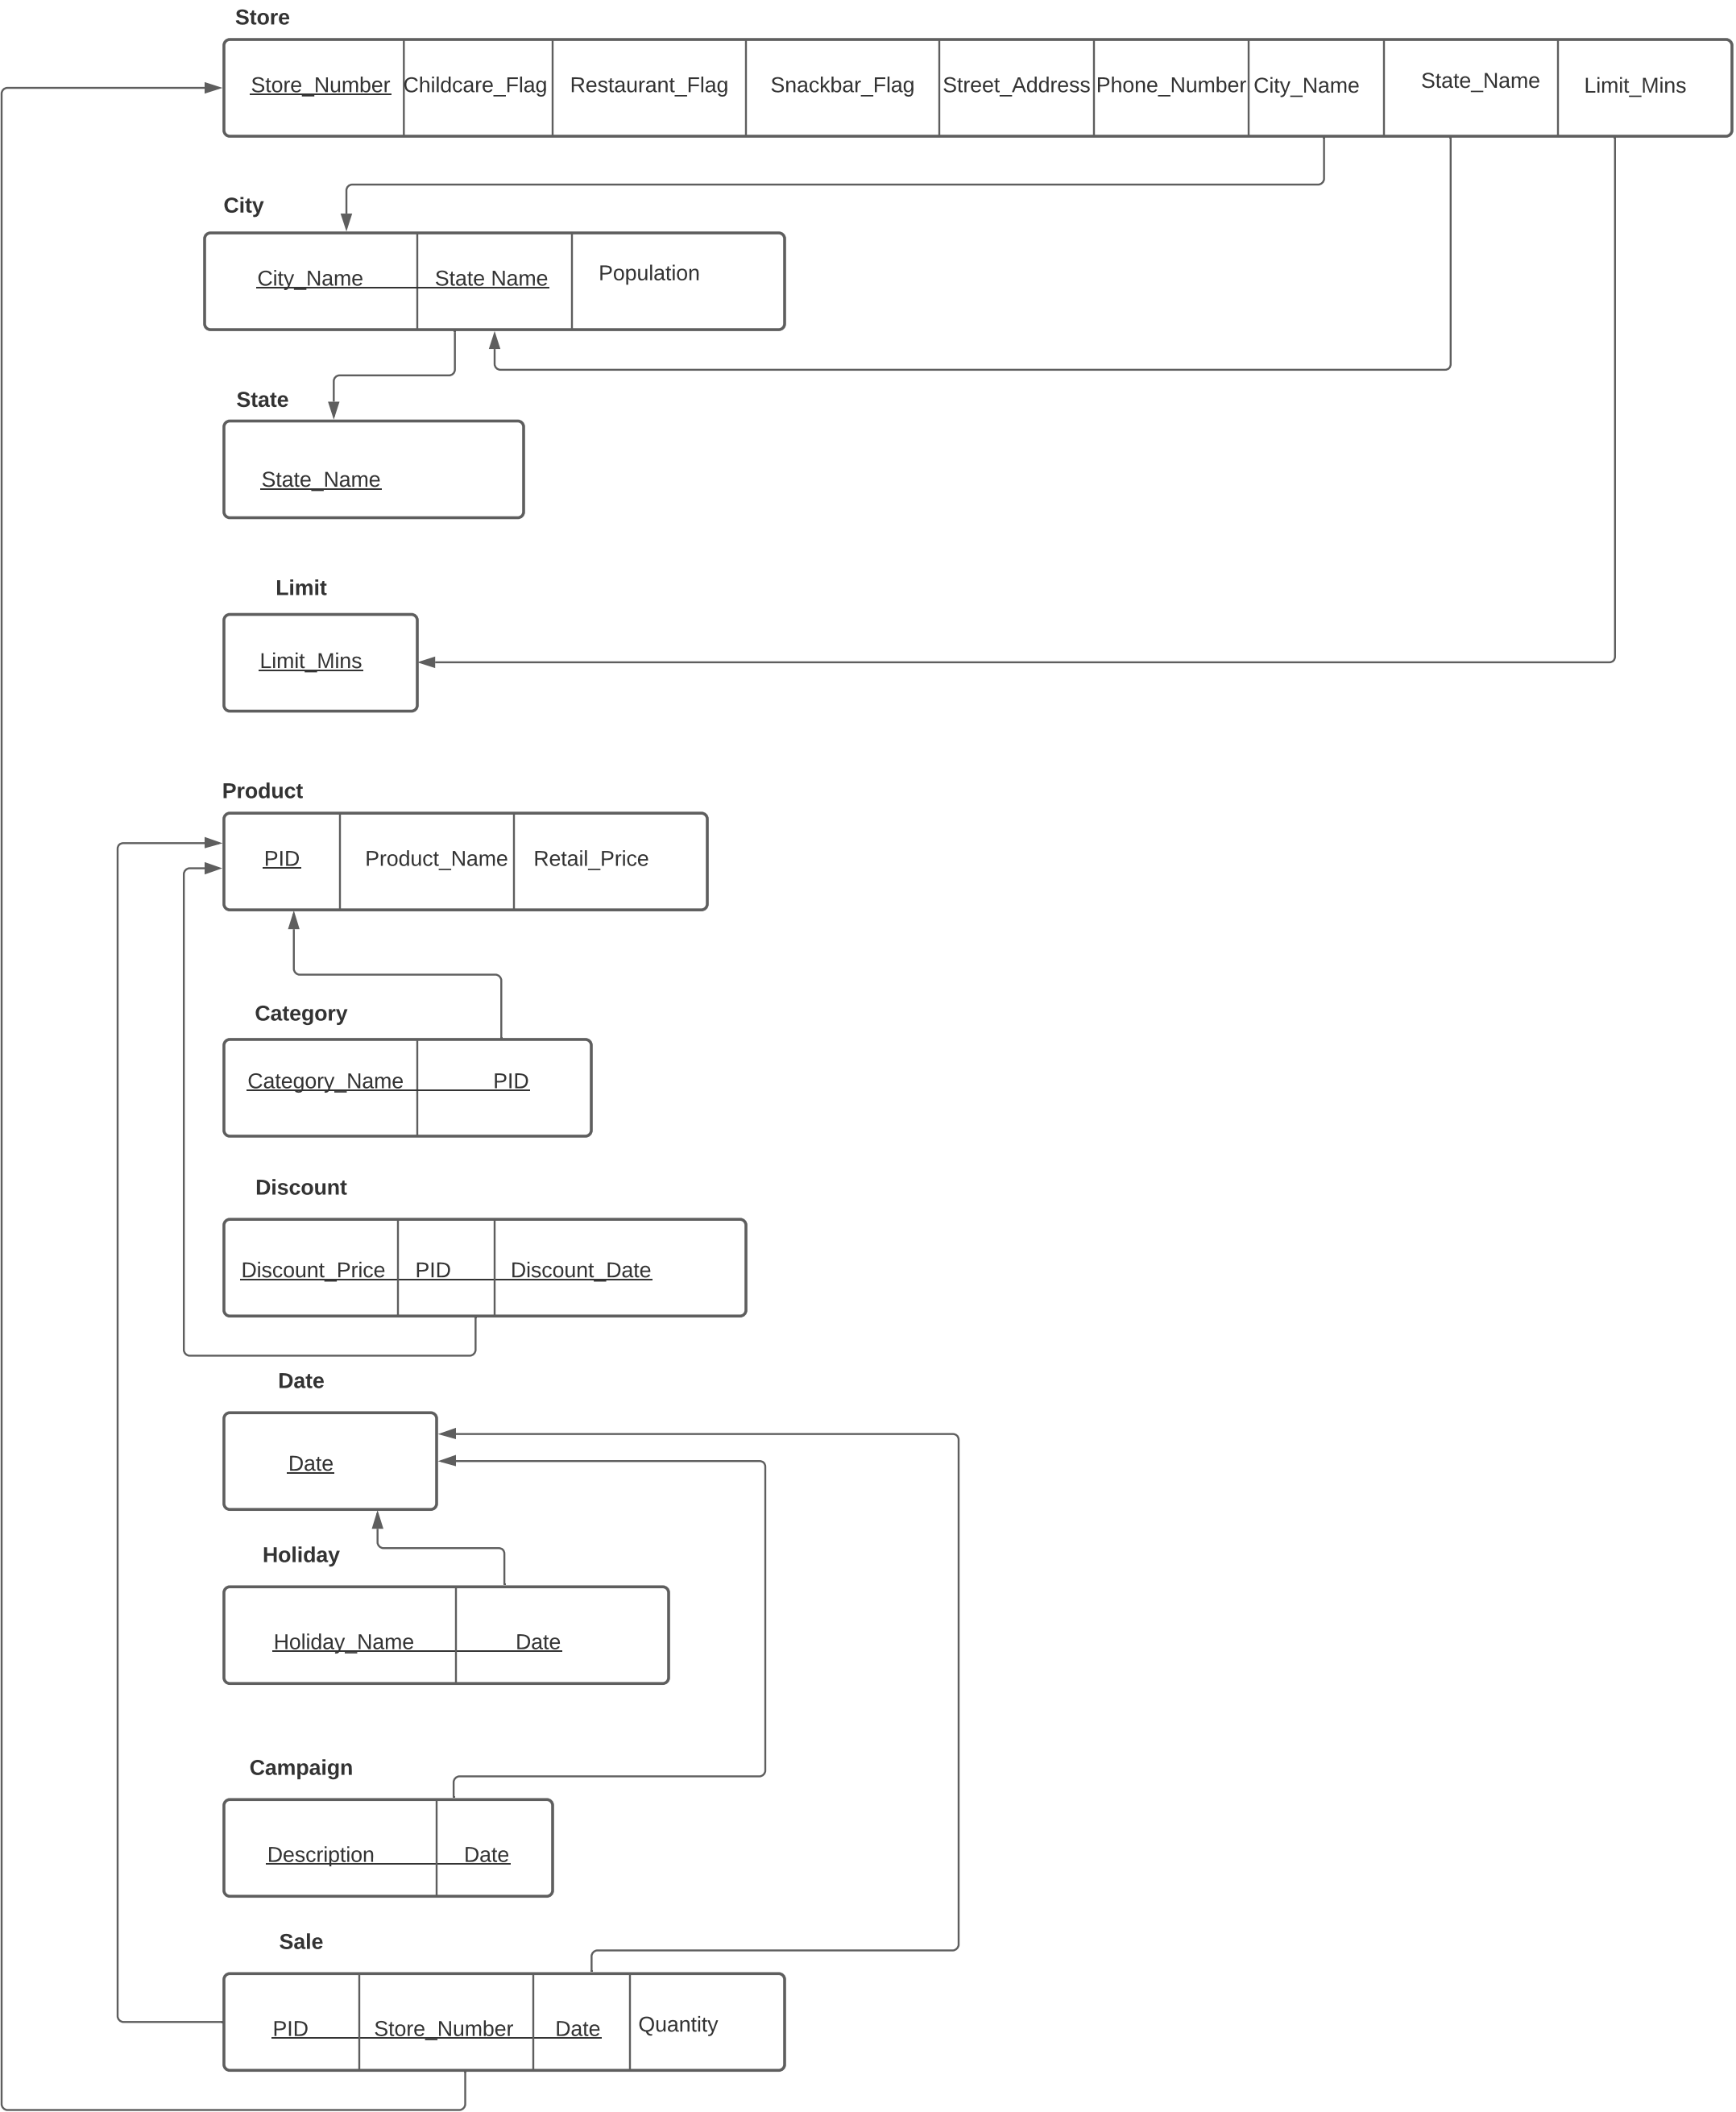 Store
Store_Number Childcare_Flag Restaurant_Flag Snackbar_Flag Street_Address Phone_Number City_Name State_Name Limit_Mins
City
City_Name State Name Population
State
State_Name
Limit
Limit_Mins
Product
PID Product_Name Retail_Price
Category
Category_Name PID
Discount
Discount_Price PID Discount_Date
Date
Date
Holiday
Holiday_Name Date
Campaign
Description Date
Sale
PID Store_Number Date Quantity